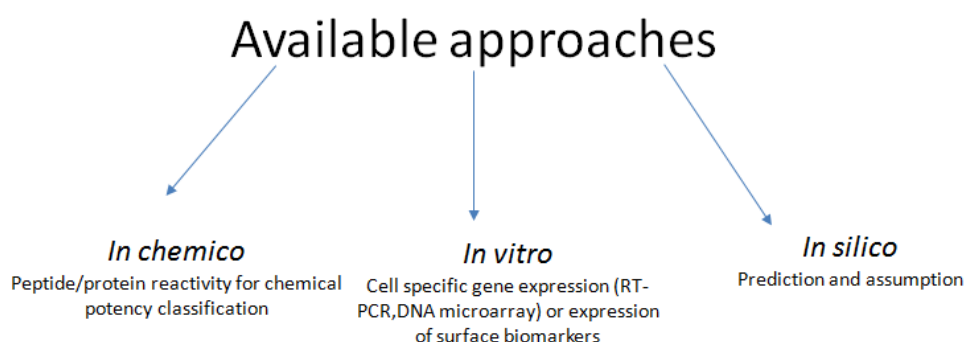 Available approaches
In chemico
Peptide/protein reactivity for chemical
potency classification
In vitro
Cell specific gene expression (RT-
PCR,DNA microarray) or expression
of surface biomarkers
In silico
Prediction and assumption